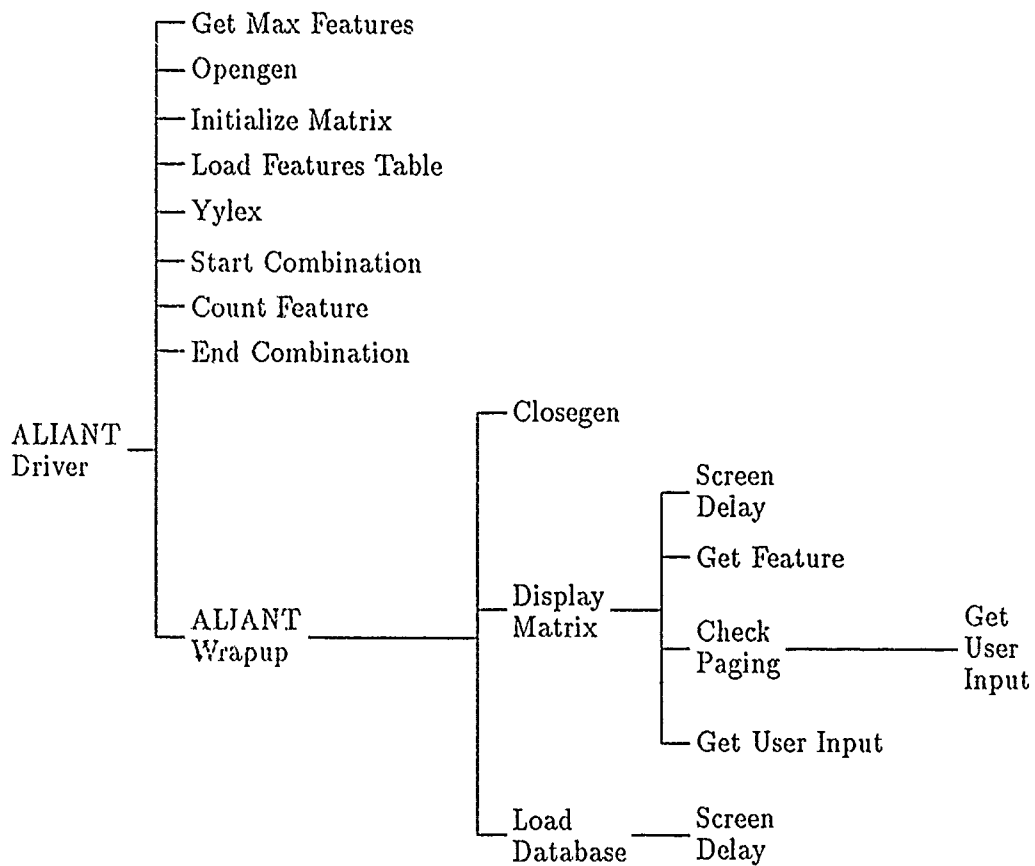 Get Max Features
Opengen
Initialize Matrix
Load Features Table
Yylex
Start Combination
Count Feature
End Combination
ALIANT
Driver
Closegen
Screen
Delay
Get Feature
Display
Matrix
ALIANT
Wrapup
Check
Paging
Get
User
Input
Get User Input
Load
Database
Screen
Delay